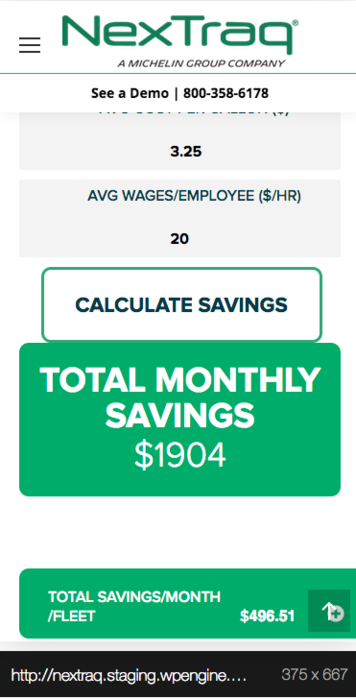 NexTraq®
A MICHELIN GROUP COMPANY
See a Demo | 800-358-6178
3.25
AVG WAGES/EMPLOYEE ($/HR)
20
CALCULATE SAVINGS
TOTAL MONTHLY
SAVINGS
$1904
TOTAL SAVINGS/MONTH
/FLEET
$496.51
http://nextraq.staging.wpengine.... 375 x 667